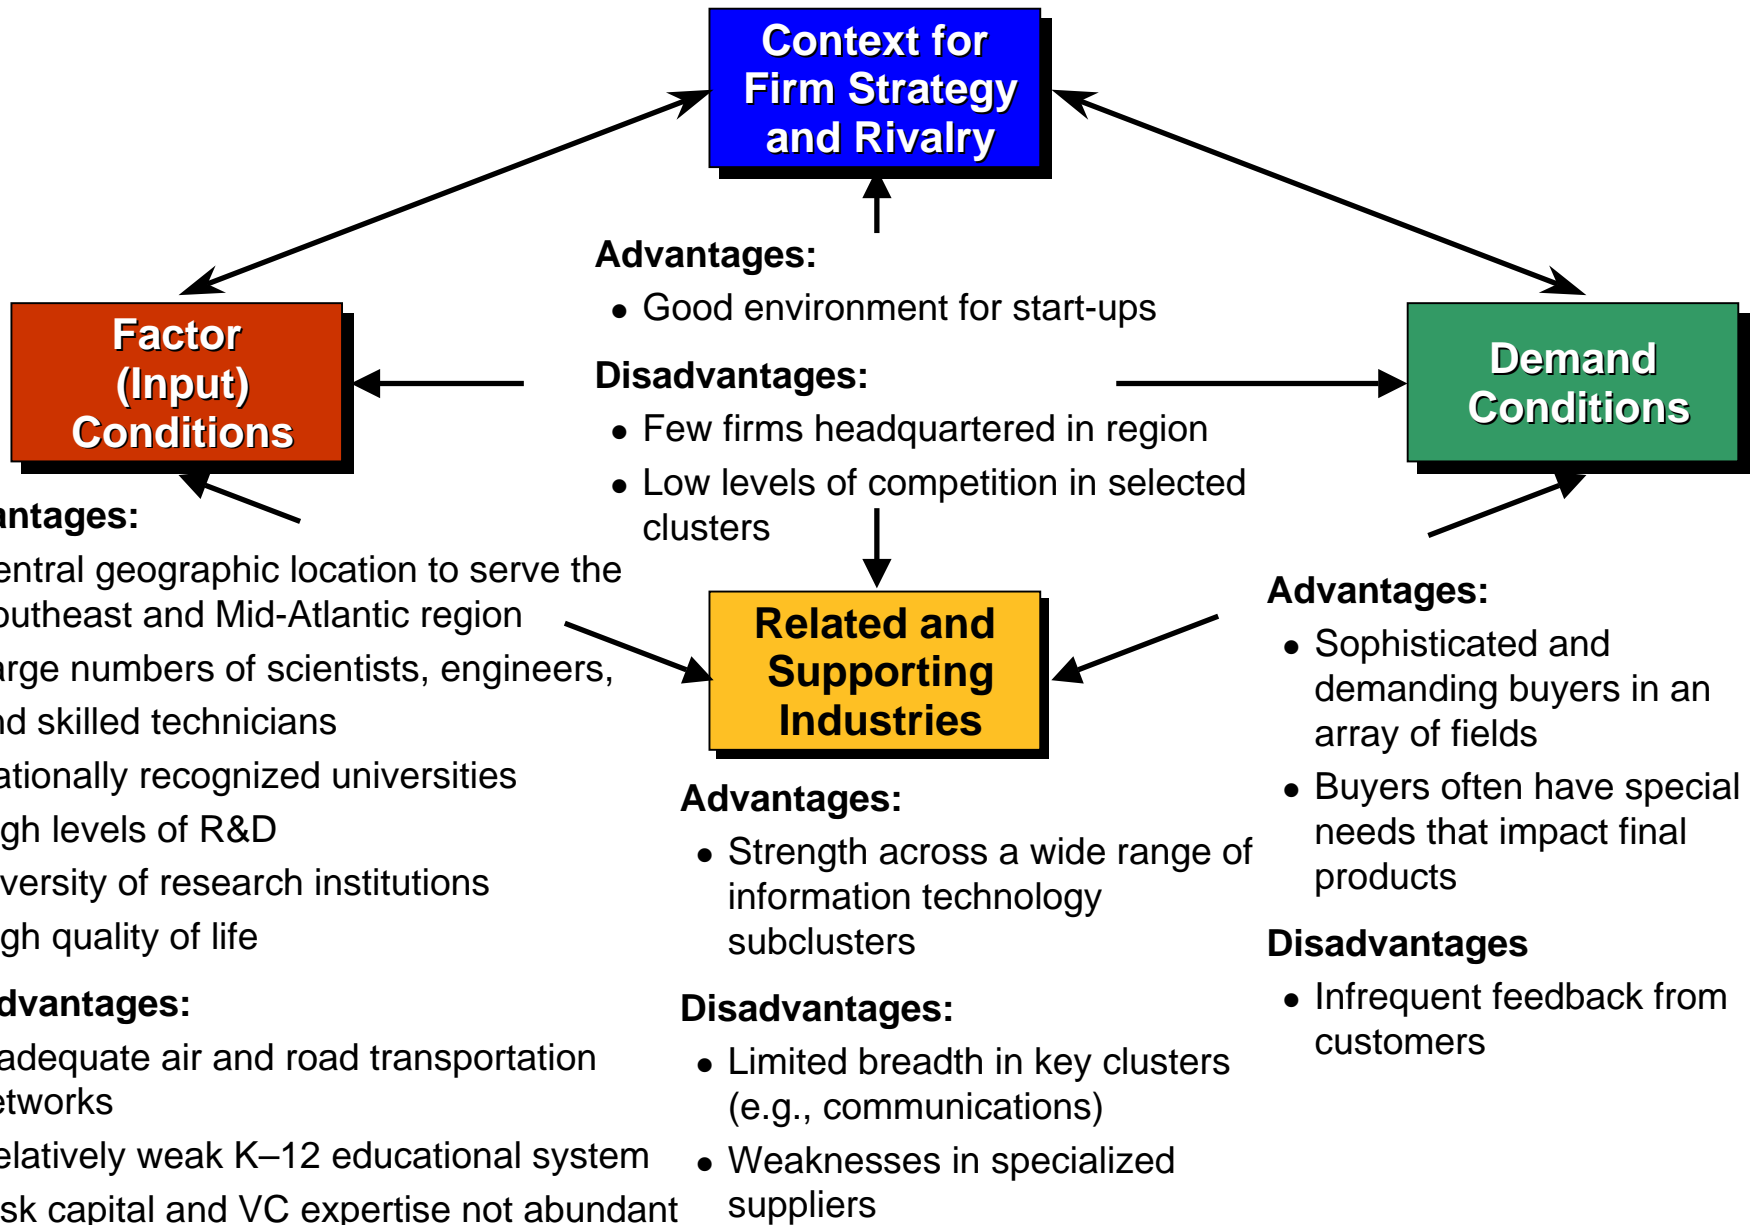 Context for
Firm Strategy
and Rivalry
Advantages:
• Good environment for start-ups
Disadvantages:
• Few firms headquartered in region
• Low levels of competition in selected
clusters
Factor
(Input)
Conditions
antages:
entral geographic location to serve the
outheast and Mid-Atlantic region
arge numbers of scientists, engineers,
nd skilled technicians
ationally recognized universities
gh levels of R&D
versity of research institutions
gh quality of life
dvantages:
adequate air and road transportation
etworks
elatively weak K–12 educational system
sk capital and VC expertise not abundant
Related and
Supporting
Industries
Advantages:
• Strength across a wide range of
information technology
subclusters
Disadvantages:
• Limited breadth in key clusters
(e.g., communications)
• Weaknesses in specialized
suppliers
Demand
Conditions
Advantages:
• Sophisticated and
demanding buyers in an
array of fields
• Buyers often have special
needs that impact final
products
Disadvantages
• Infrequent feedback from
customers